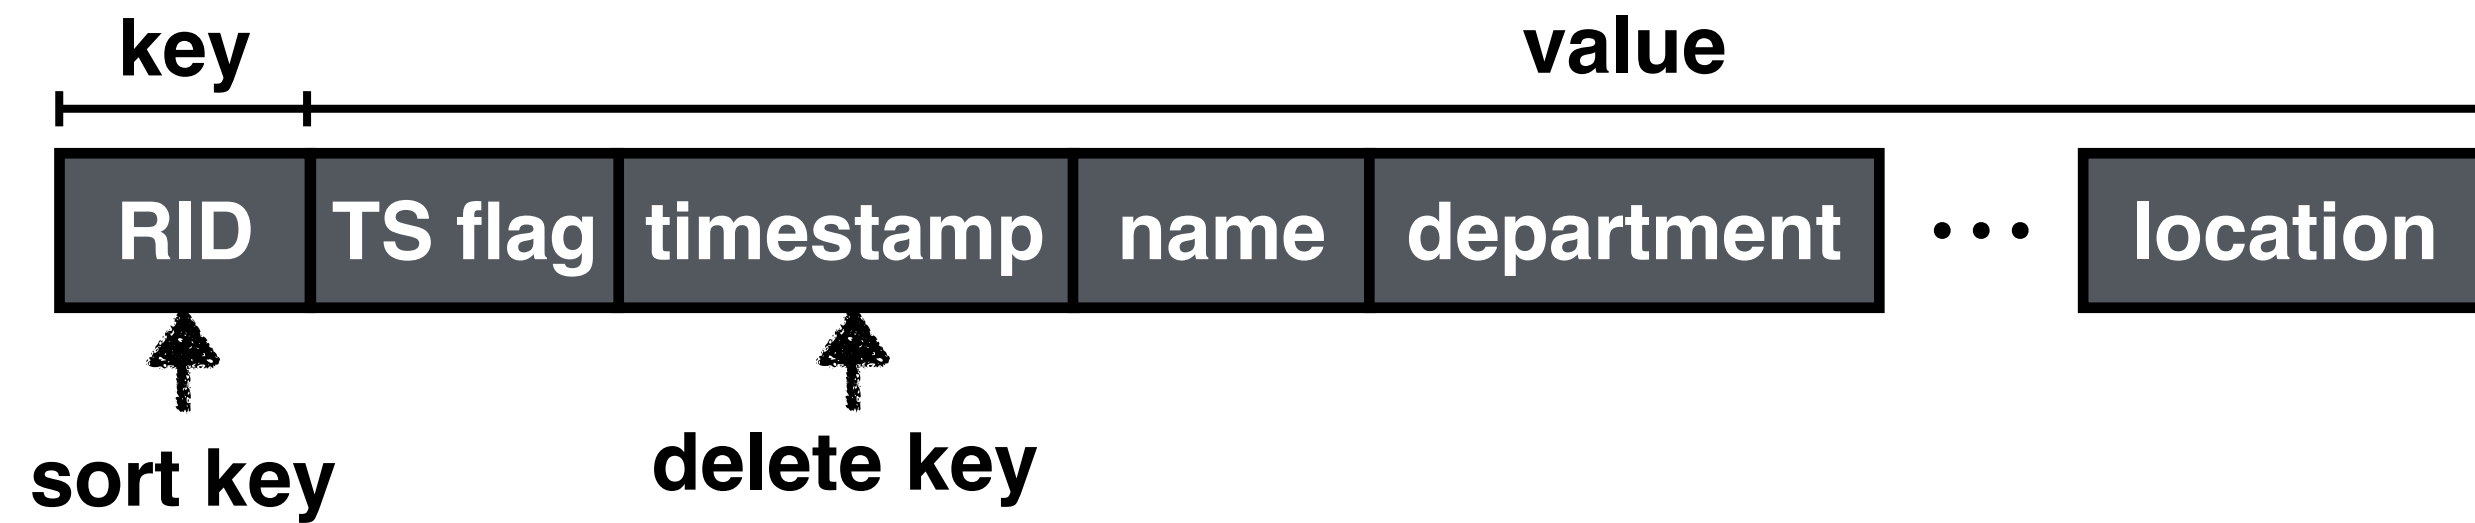 key value
RID TS flag timestamp name department ... location
sort key delete key